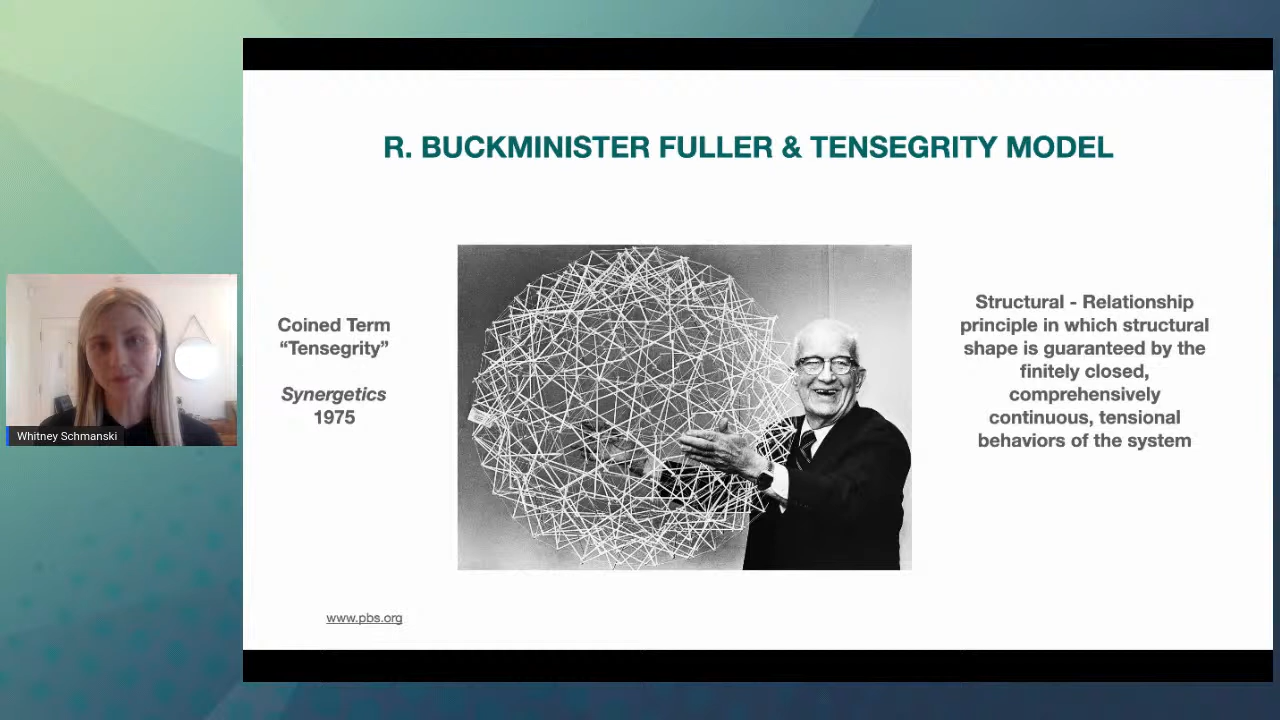 R. BUCKMINISTER FULLER & TENSEGRITY MODEL
Coined Term
“Tensegrity”
Synergetics
1975
Structural - Relationship
principle in which structural
shape is guaranteed by the
finitely closed,
comprehensively
continuous, tensional
behaviors of the system
Whitney Schmanski
www.pbs.org